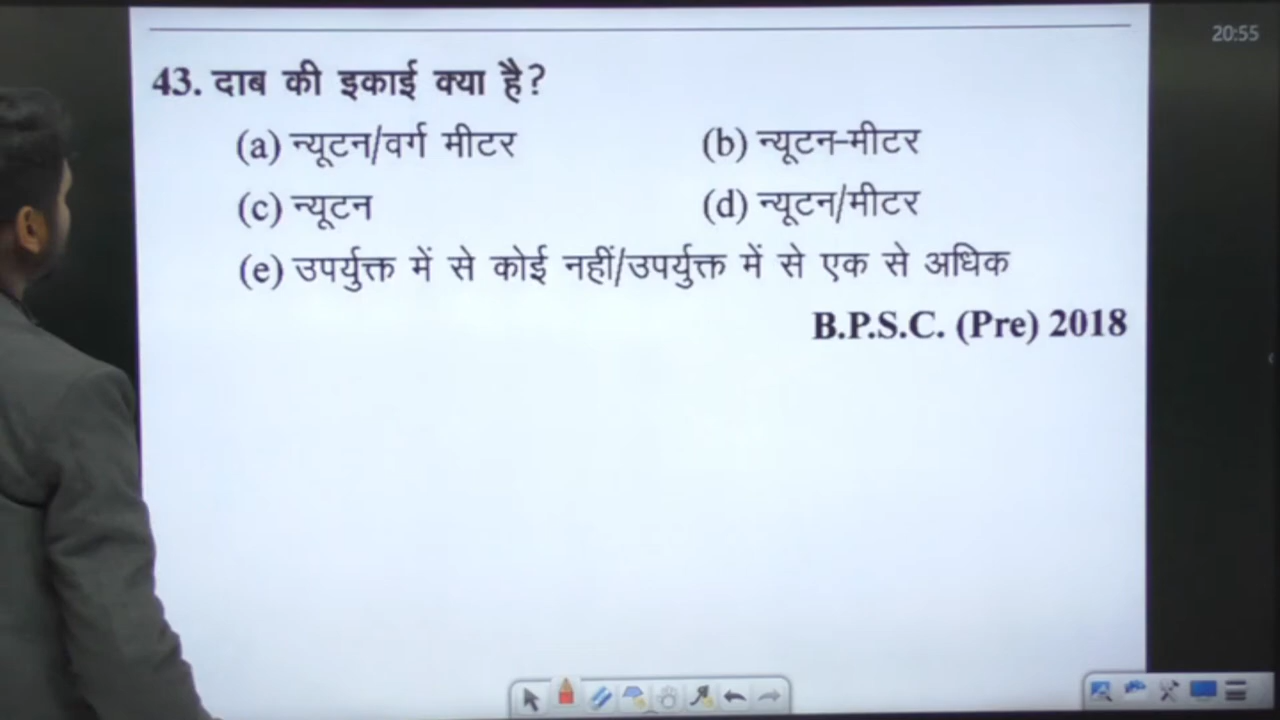 20:55
43. दाब की इकाई क्या है?
(a) न्यूटन/वर्ग मीटर (b) न्यूटन-मीटर
(c) न्यूटन (d) न्यूटन/मीटर
(e) उपर्युक्त में से कोई नहीं/उपर्युक्त में से एक से अधिक
B.P.S.C. (Pre) 2018